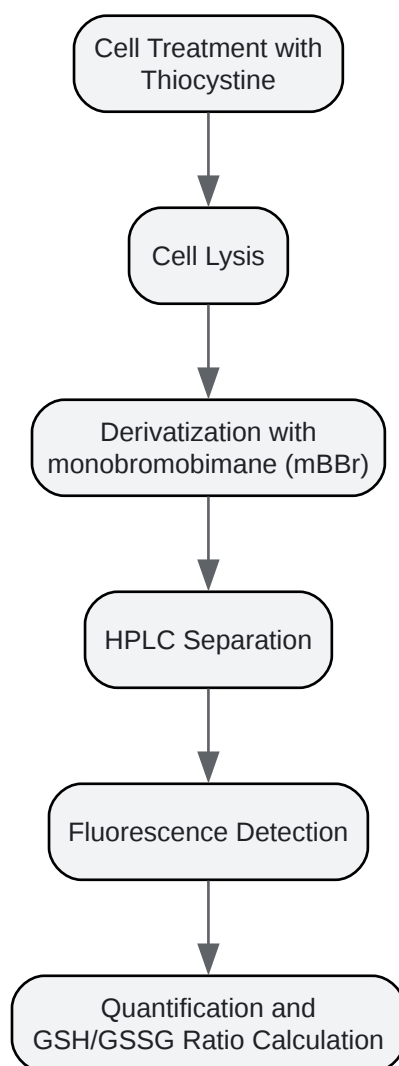 Cell Treatment with
Thiocystine
Cell Lysis
Derivatization with
monobromobimane (mBBr)
HPLC Separation
Fluorescence Detection
Quantification and
GSH/GSSG Ratio Calculation